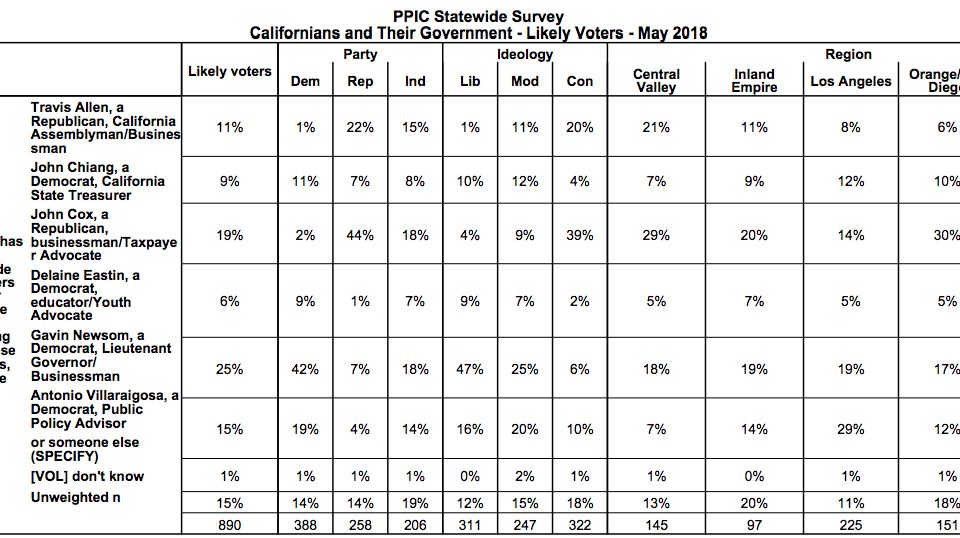 PPIC Statewide Survey
Californians and Their Government - Likely Voters - May 2018
Party Ideology Region
Likely voters Dem Rep Ind Lib Mod Con Central Valley Inland Empire Los Angeles Orange/ Dieg
Travis Allen, a
Republican, California
Assemblyman/Busines
sman
11% 1% 22% 15% 1% 11% 20% 21% 11% 8% 6%
John Chiang, a
Democrat, California
State Treasurer
9% 11% 7% 8% 10% 12% 4% 7% 9% 12% 10%
John Cox, a
Republican,
has businessman/Taxpaye
r Advocate
19% 2% 44% 18% 4% 9% 39% 29% 20% 14% 30%
de
ers
Delaine Eastin, a
Democrat,
e educator/Youth
Advocate
6% 9% 1% 7% 9% 7% 2% 5% 7% 5% 5%
ng Gavin Newsom, a
se Democrat, Lieutenant
s, Governor/
e Businessman
25% 42% 7% 18% 47% 25% 6% 18% 19% 19% 17%
Antonio Villaraigosa, a
Democrat, Public
Policy Advisor
15% 19% 4% 14% 16% 20% 10% 7% 14% 29% 12%
or someone else
(SPECIFY)
[VOL] don't know 1% 1% 1% 1% 0% 2% 1% 1% 0% 1% 1%
Unweighted n 15% 14% 14% 19% 12% 15% 18% 13% 20% 11% 18%
890 388 258 206 311 247 322 145 97 225 151